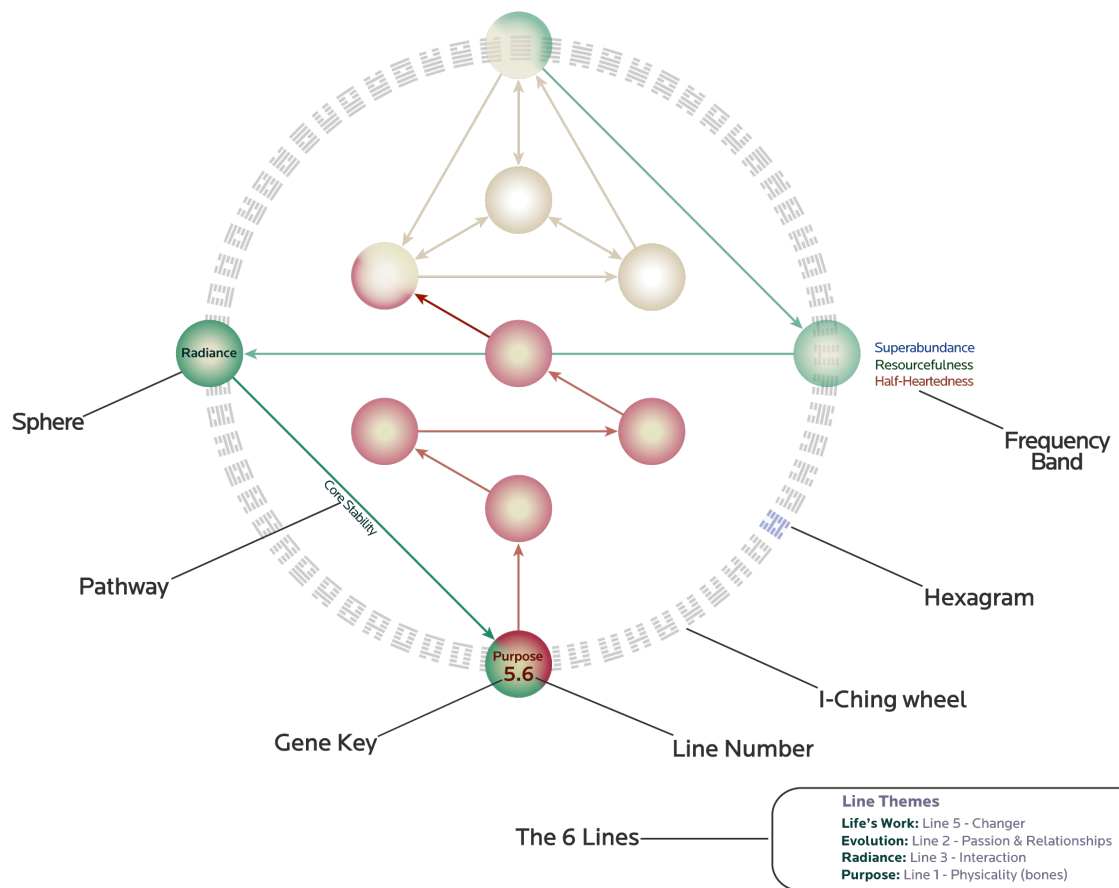 Radiance
Superabundance
Resourcefulness
Half-Heartedness
Sphere
Frequency
Band
Core Stability
Pathway
Hexagram
Purpose
5.6
I-Ching wheel
Gene Key
Line Number
The 6 Lines
Line Themes
Life's Work: Line 5 - Changer
Evolution: Line 2 - Passion & Relationships
Radiance: Line 3 - Interaction
Purpose: Line 1 - Physicality (bones)